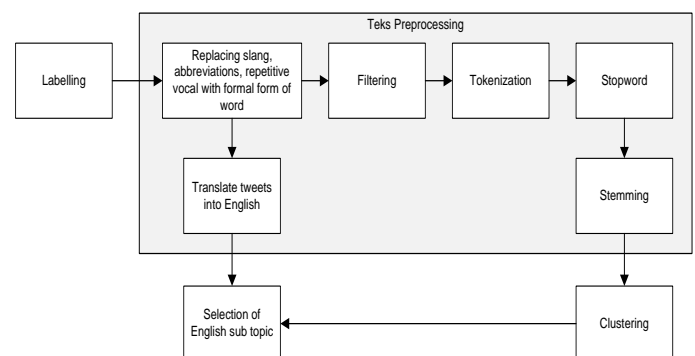 Teks Preprocessing
Labelling
Replacing slang,
abbreviations, repetitive
vocal with formal form of
word
Filtering
Tokenization
Stopword
Translate tweets
into English
Stemming
Selection of
English sub topic
Clustering